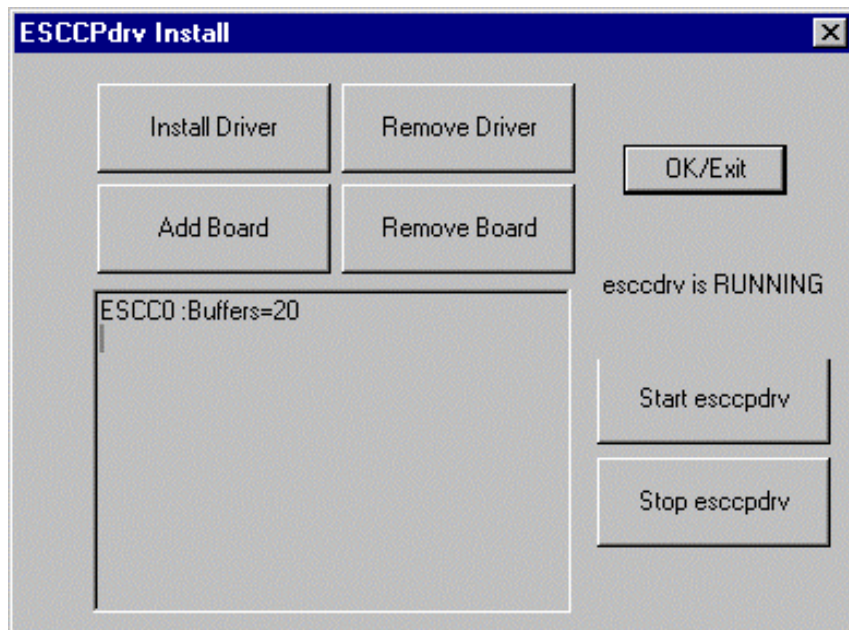 ESCCPdrv Install
Install Driver
Remove Driver
OK/Exit
Add Board
Remove Board
esccdrv is RUNNING
ESCC0 :Buffers=20
Start esccpdrv
Stop esccpdrv